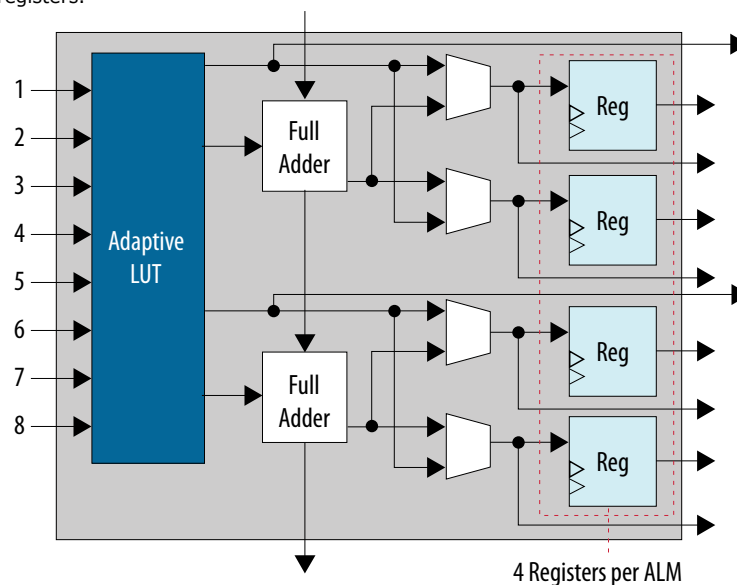 registers.
1
2
3
4
5
6
7
8
Adaptive
LUT
Full
Adder
Full
Adder
Reg
Reg
Reg
Reg
4 Registers per ALM